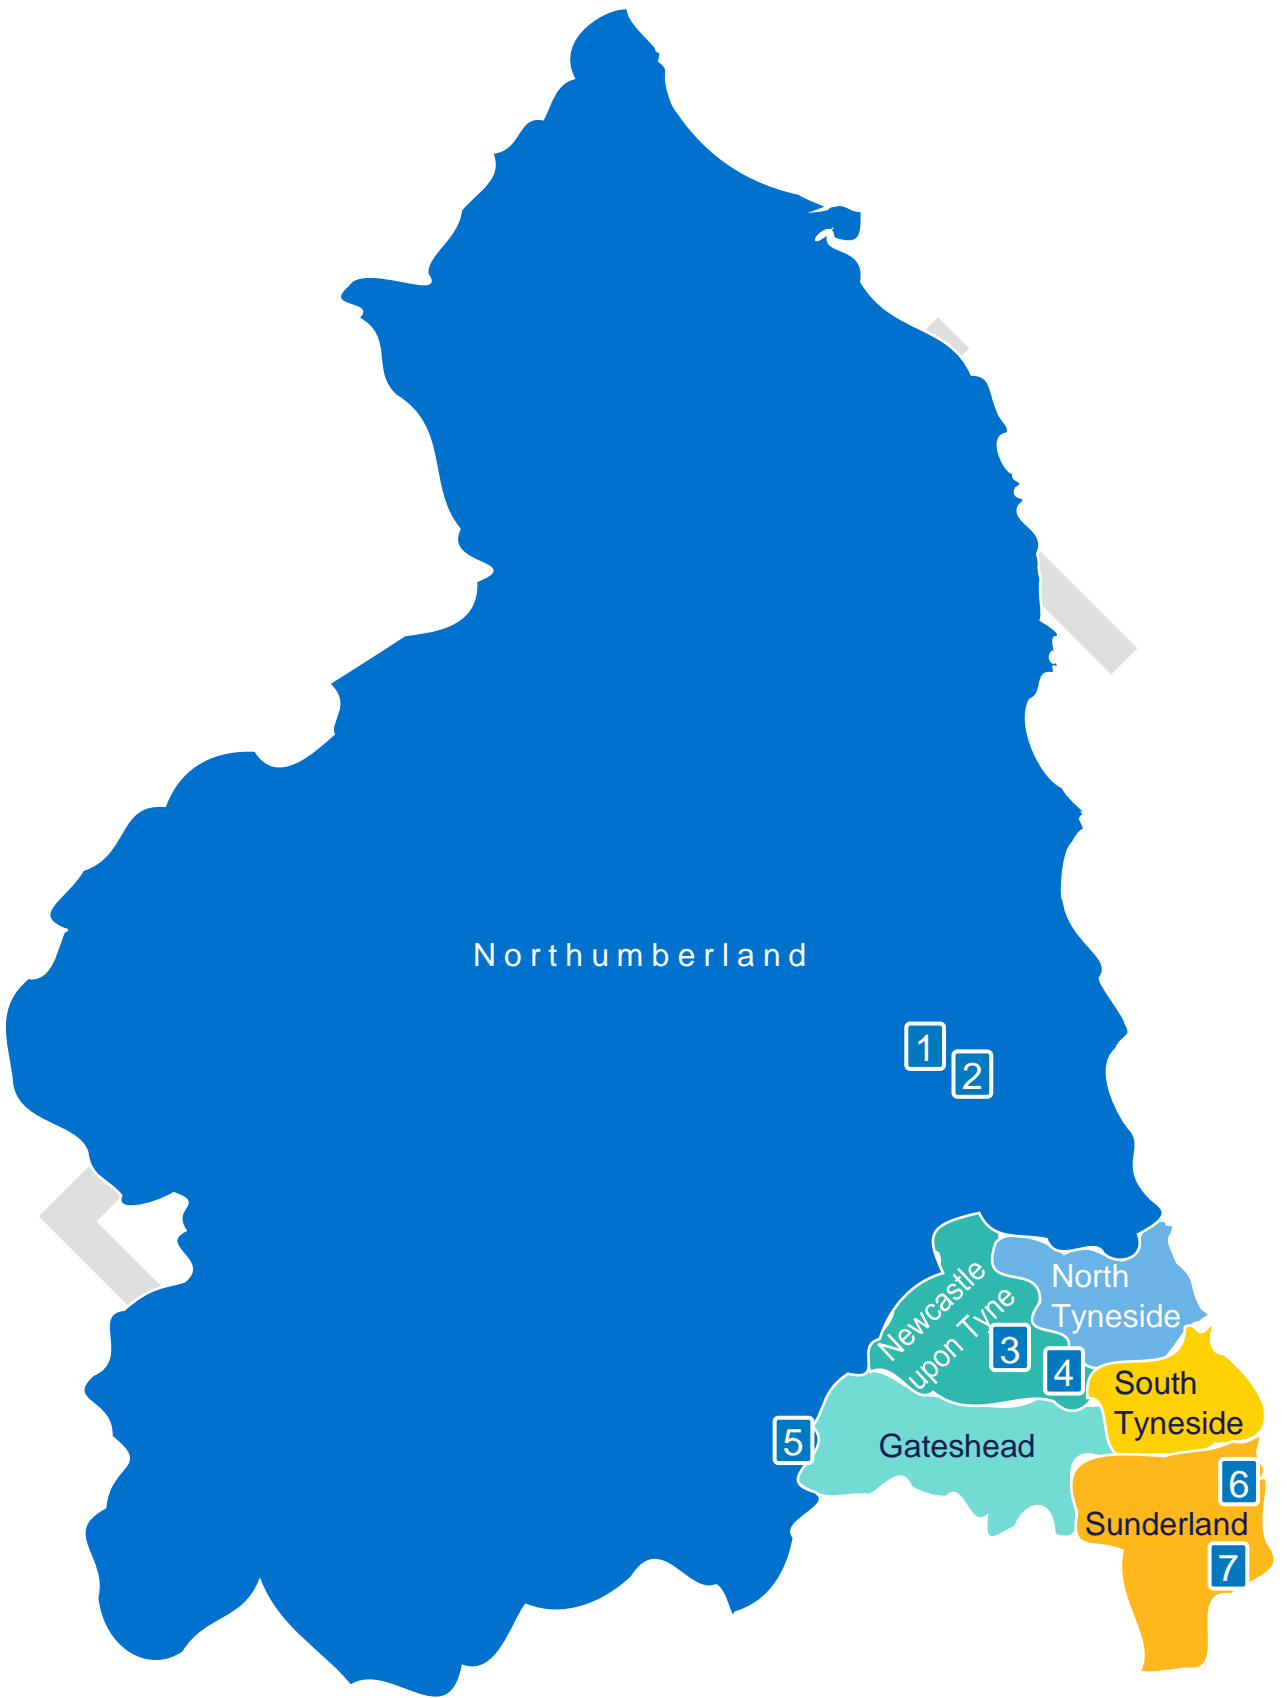 Northumberland
1
2
North
Tyneside
Newcastle
upon Tyne
3
4
South
Tyneside
5
Gateshead
6
Sunderland
7